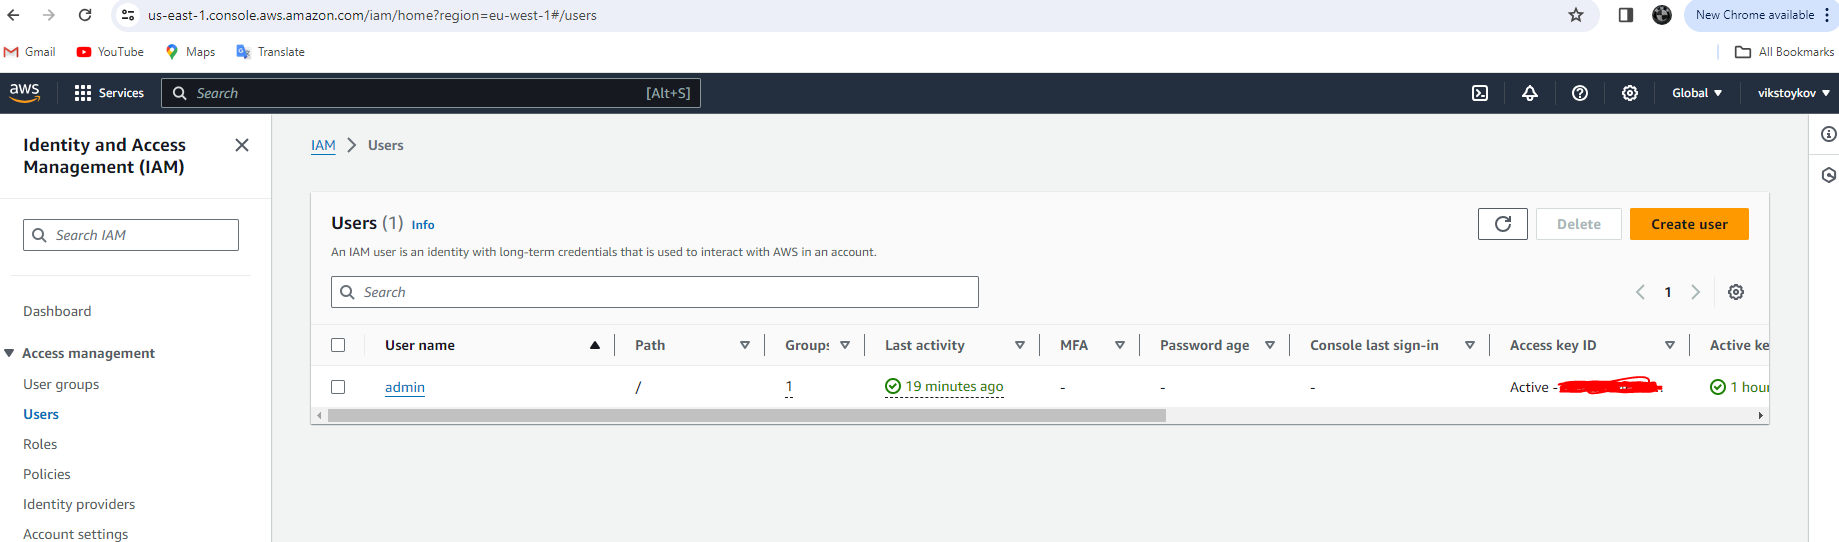 us-east-1.console.aws.amazon.com/iam/home?region=eu-west-1#/users
New Chrome available
Gmail YouTube Maps Translate All Bookmarks
aws Services Search [Alt+S] Global vikstoykov
Identity and Access Management (IAM)
Search IAM
Dashboard
Access management
User groups
Users
Roles
Policies
Identity providers
Account settings
IAM > Users
Users (1) Info
Delete Create user
An IAM user is an identity with long-term credentials that is used to interact with AWS in an account.
Search
1
User name Path Groups Last activity MFA Password age Console last sign-in Access key ID Active ke
admin / 1 19 minutes ago - - - Active - 1 hour